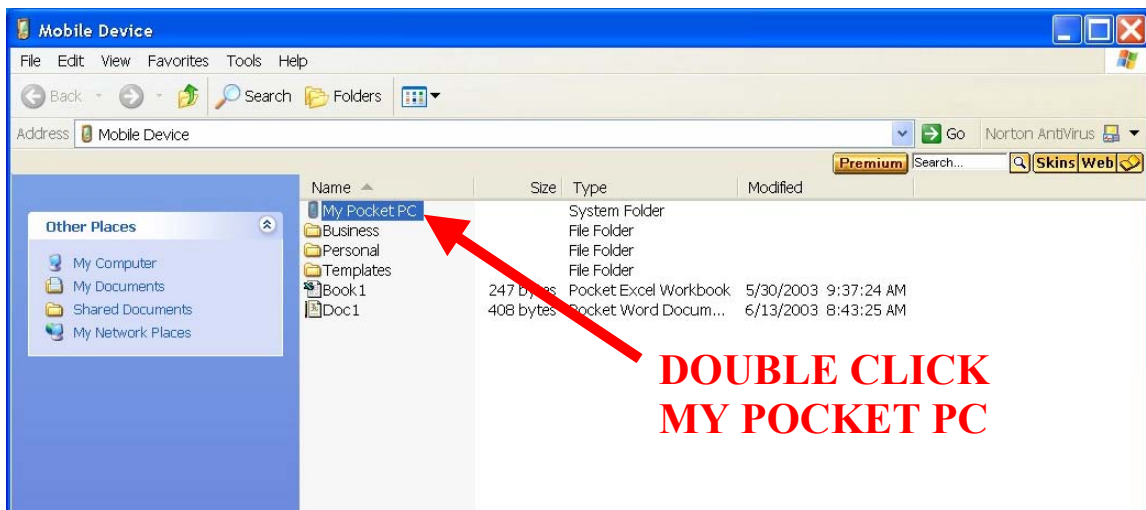 Mobile Device
File Edit View Favorites Tools Help
Back Search Folders
Address Mobile Device Go Norton AntiVirus
Premium Search... Skins Web
Name Size Type Modified
My Pocket PC System Folder
Business File Folder
Personal File Folder
Templates File Folder
Book1 247 bytes Pocket Excel Workbook 5/30/2003 9:37:24 AM
Doc1 408 bytes Pocket Word Docum... 6/13/2003 8:43:25 AM
Other Places
My Computer
My Documents
Shared Documents
My Network Places
DOUBLE CLICK
MY POCKET PC